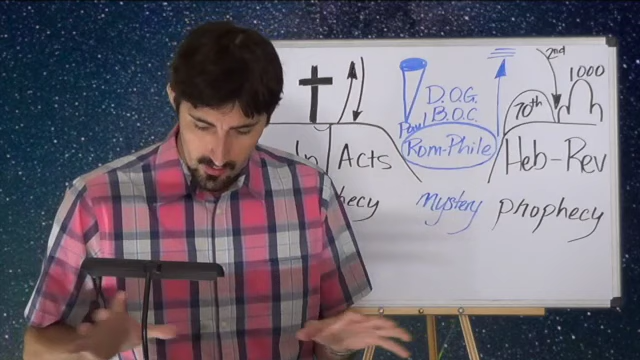 2nd
1000
D.O.G.
B.O.C.
70th
Paul
Acts
Rom-Phile
Heb-Rev
mystery
prophecy